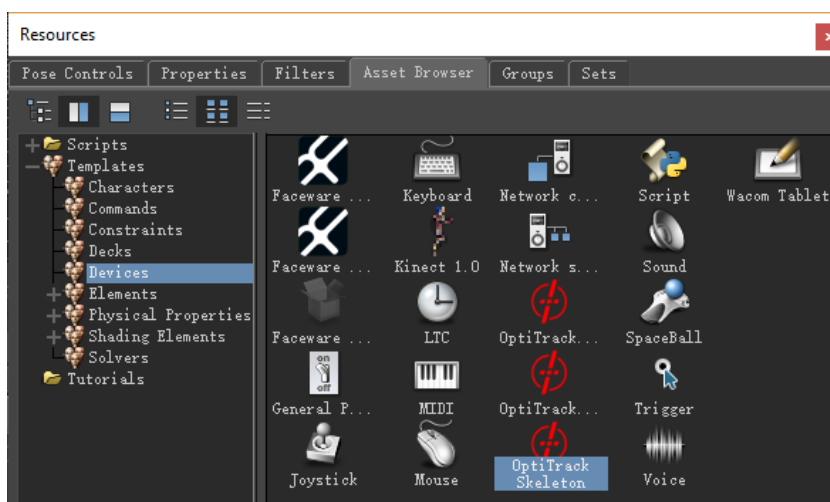 Resources
Pose Controls Properties Filters Asset Browser Groups Sets
Scripts
Templates
Characters
Commands
Constraints
Decks
Devices
Elements
Physical Properties
Shading Elements
Solvers
Tutorials
Faceware ... Keyboard Network c... Script Wacom Tablet
Faceware ... Kinect 1.0 Network s... Sound
Faceware ... LTC OptiTrack... SpaceBall
on
off
General P... MIDI OptiTrack... Trigger
Joystick Mouse OptiTrack
Skeleton Voice